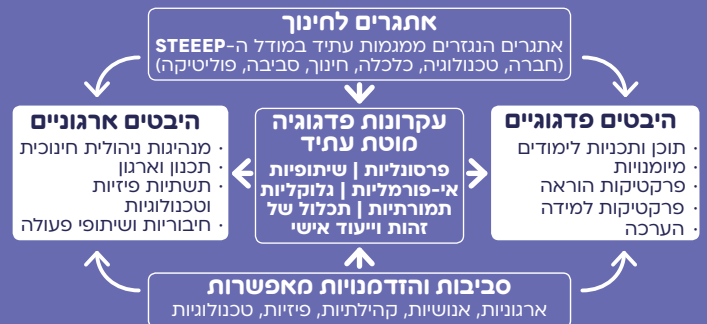 אתגרים לחינוך
אתגרים הנגזרים ממגמות עתיד במודל ה-STEEEP
(חברה, טכנולוגיה, כלכלה, חינוך, סביבה, פוליטיקה)
היבטים פדגוגיים
· תוכן ותכניות לימודים
· מיומנויות
· פרקטיקות הוראה
· פרקטיקות למידה
· הערכה
עקרונות פדגוגיה
מוטת עתיד
פרסונליות | שיתופיות
אי-פורמליות | גלוקליות
תמורתיות | תכלול של
זהות וייעוד אישי
היבטים ארגוניים
· מנהיגות ניהולית חינוכית
· תכנון וארגון
· תשתיות פיזיות
וטכנולוגיות
· חיבוריות ושיתופי פעולה
סביבות והזדמנויות מאפשרות
ארגוניות, אנושיות, קהילתיות, פיזיות, טכנולוגיות